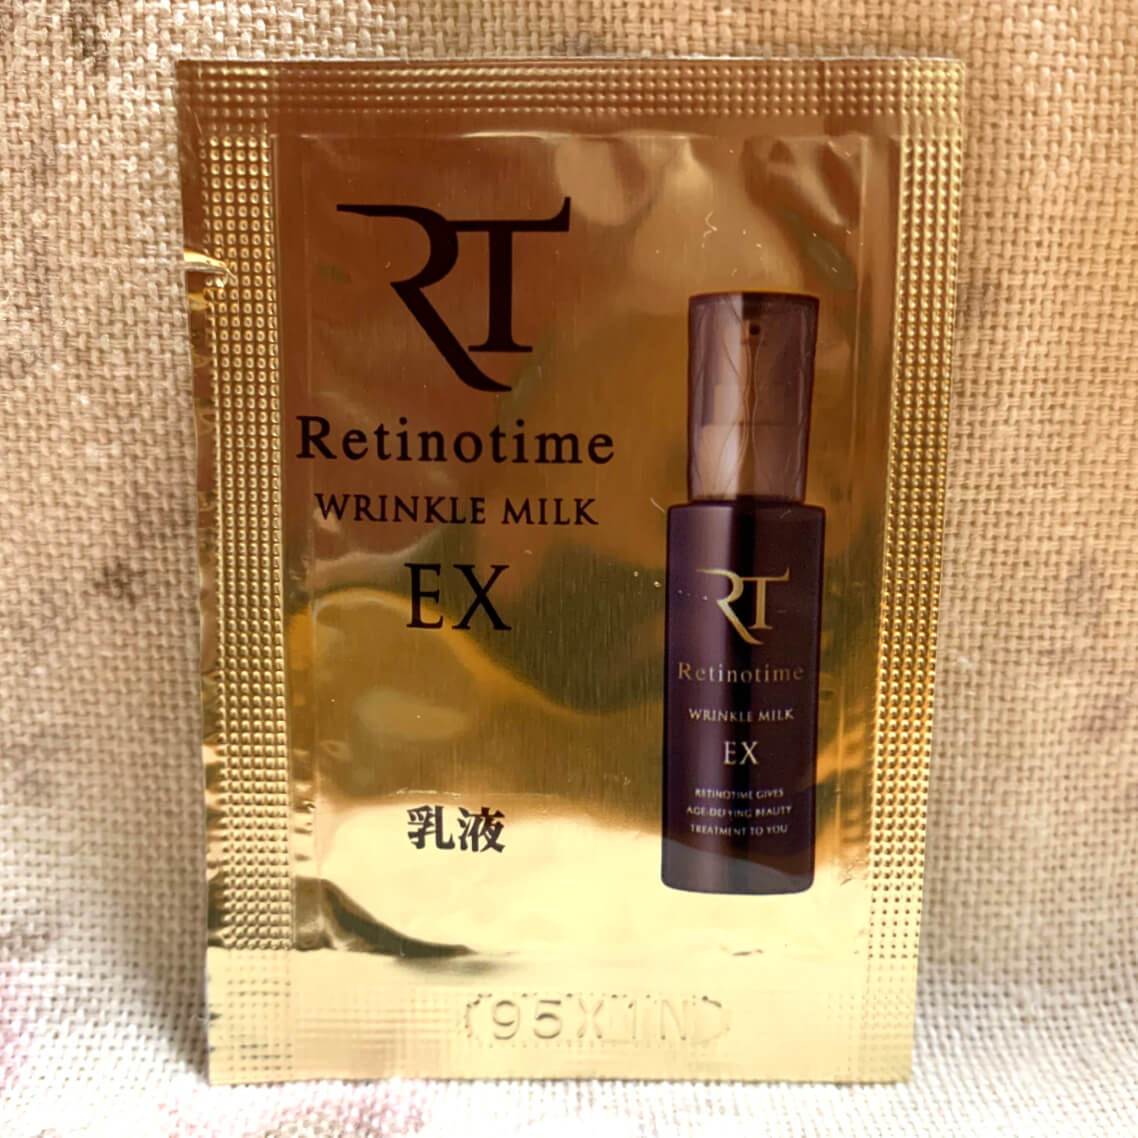 RT
Retinotime
WRINKLE MILK
EX
乳液
RT
Retinotime
WRINKLE MILK
EX
RETINOTIME GIVES
AGE-DEFYING BEAUTY
TREATMENT TO YOU
95X1N